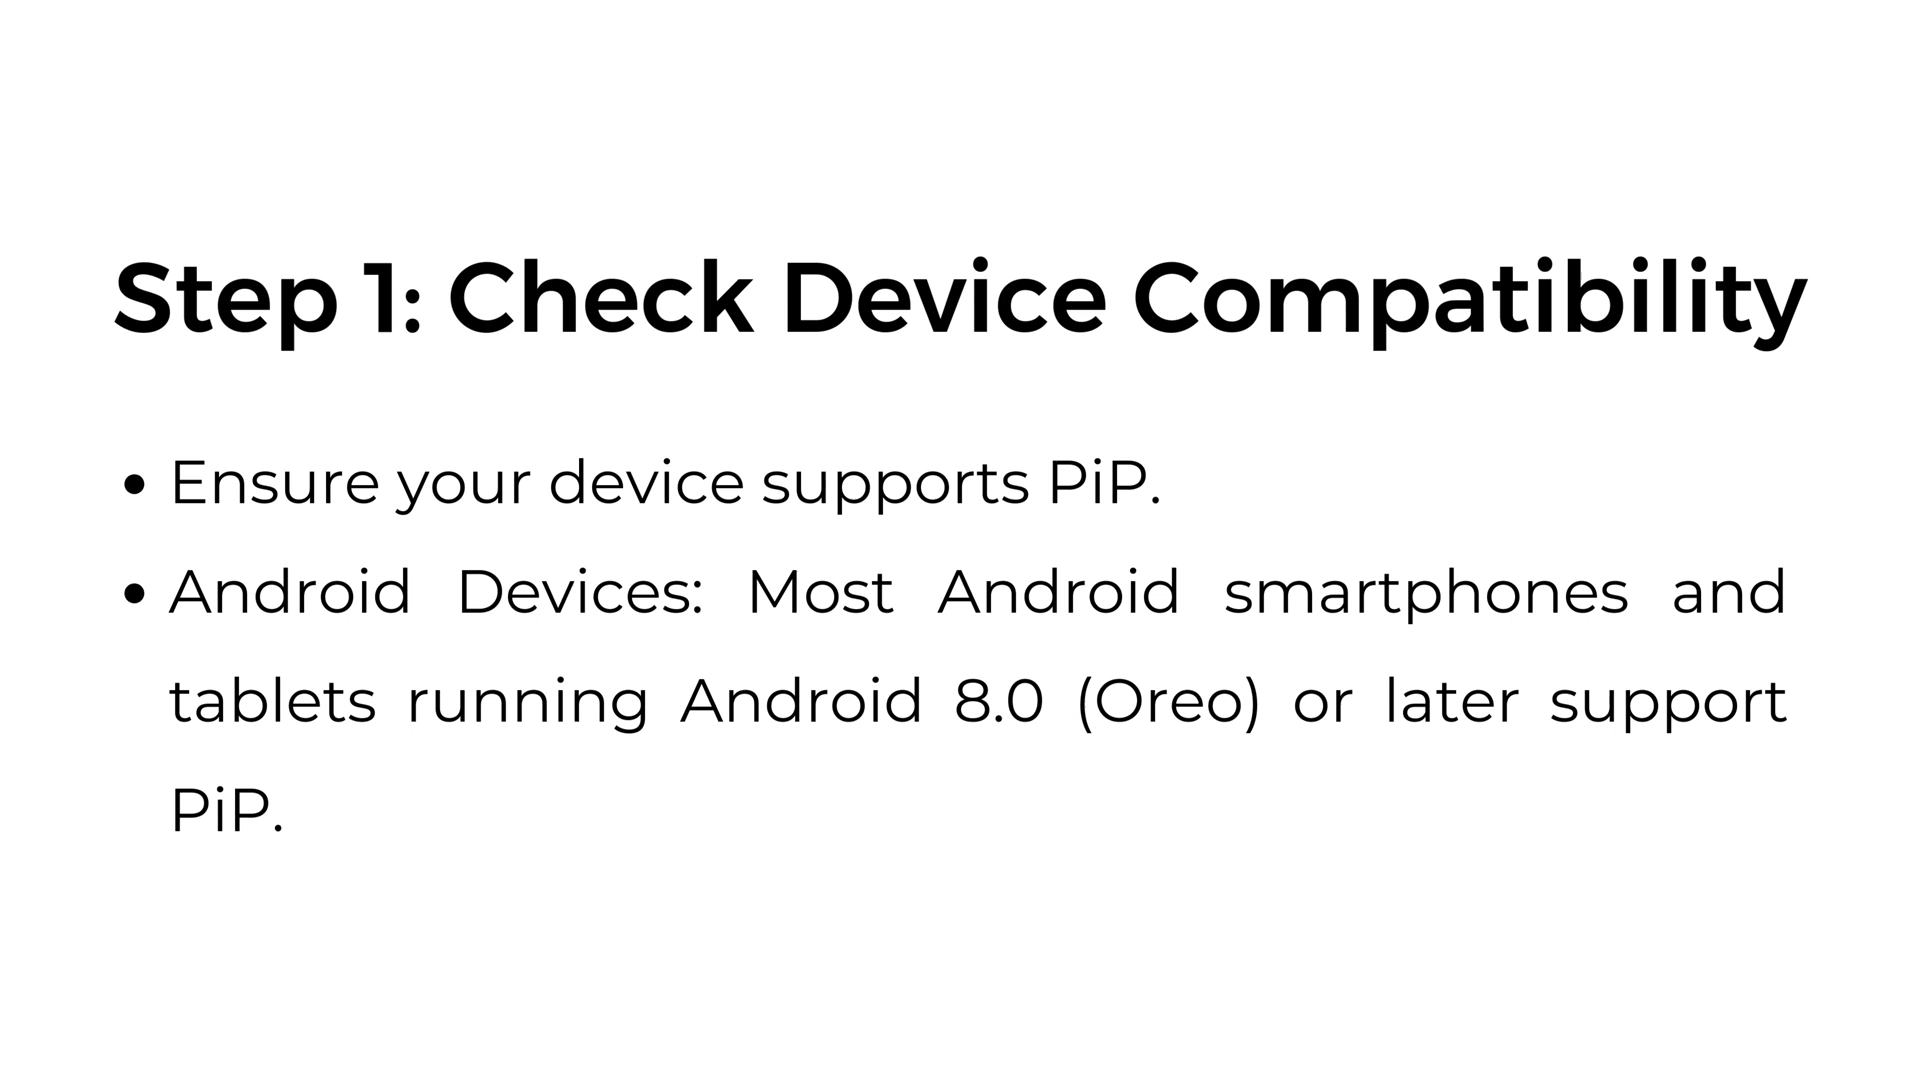 Step 1: Check Device Compatibility
• Ensure your device supports PiP.
• Android Devices: Most Android smartphones and
tablets running Android 8.0 (Oreo) or later support
PiP.